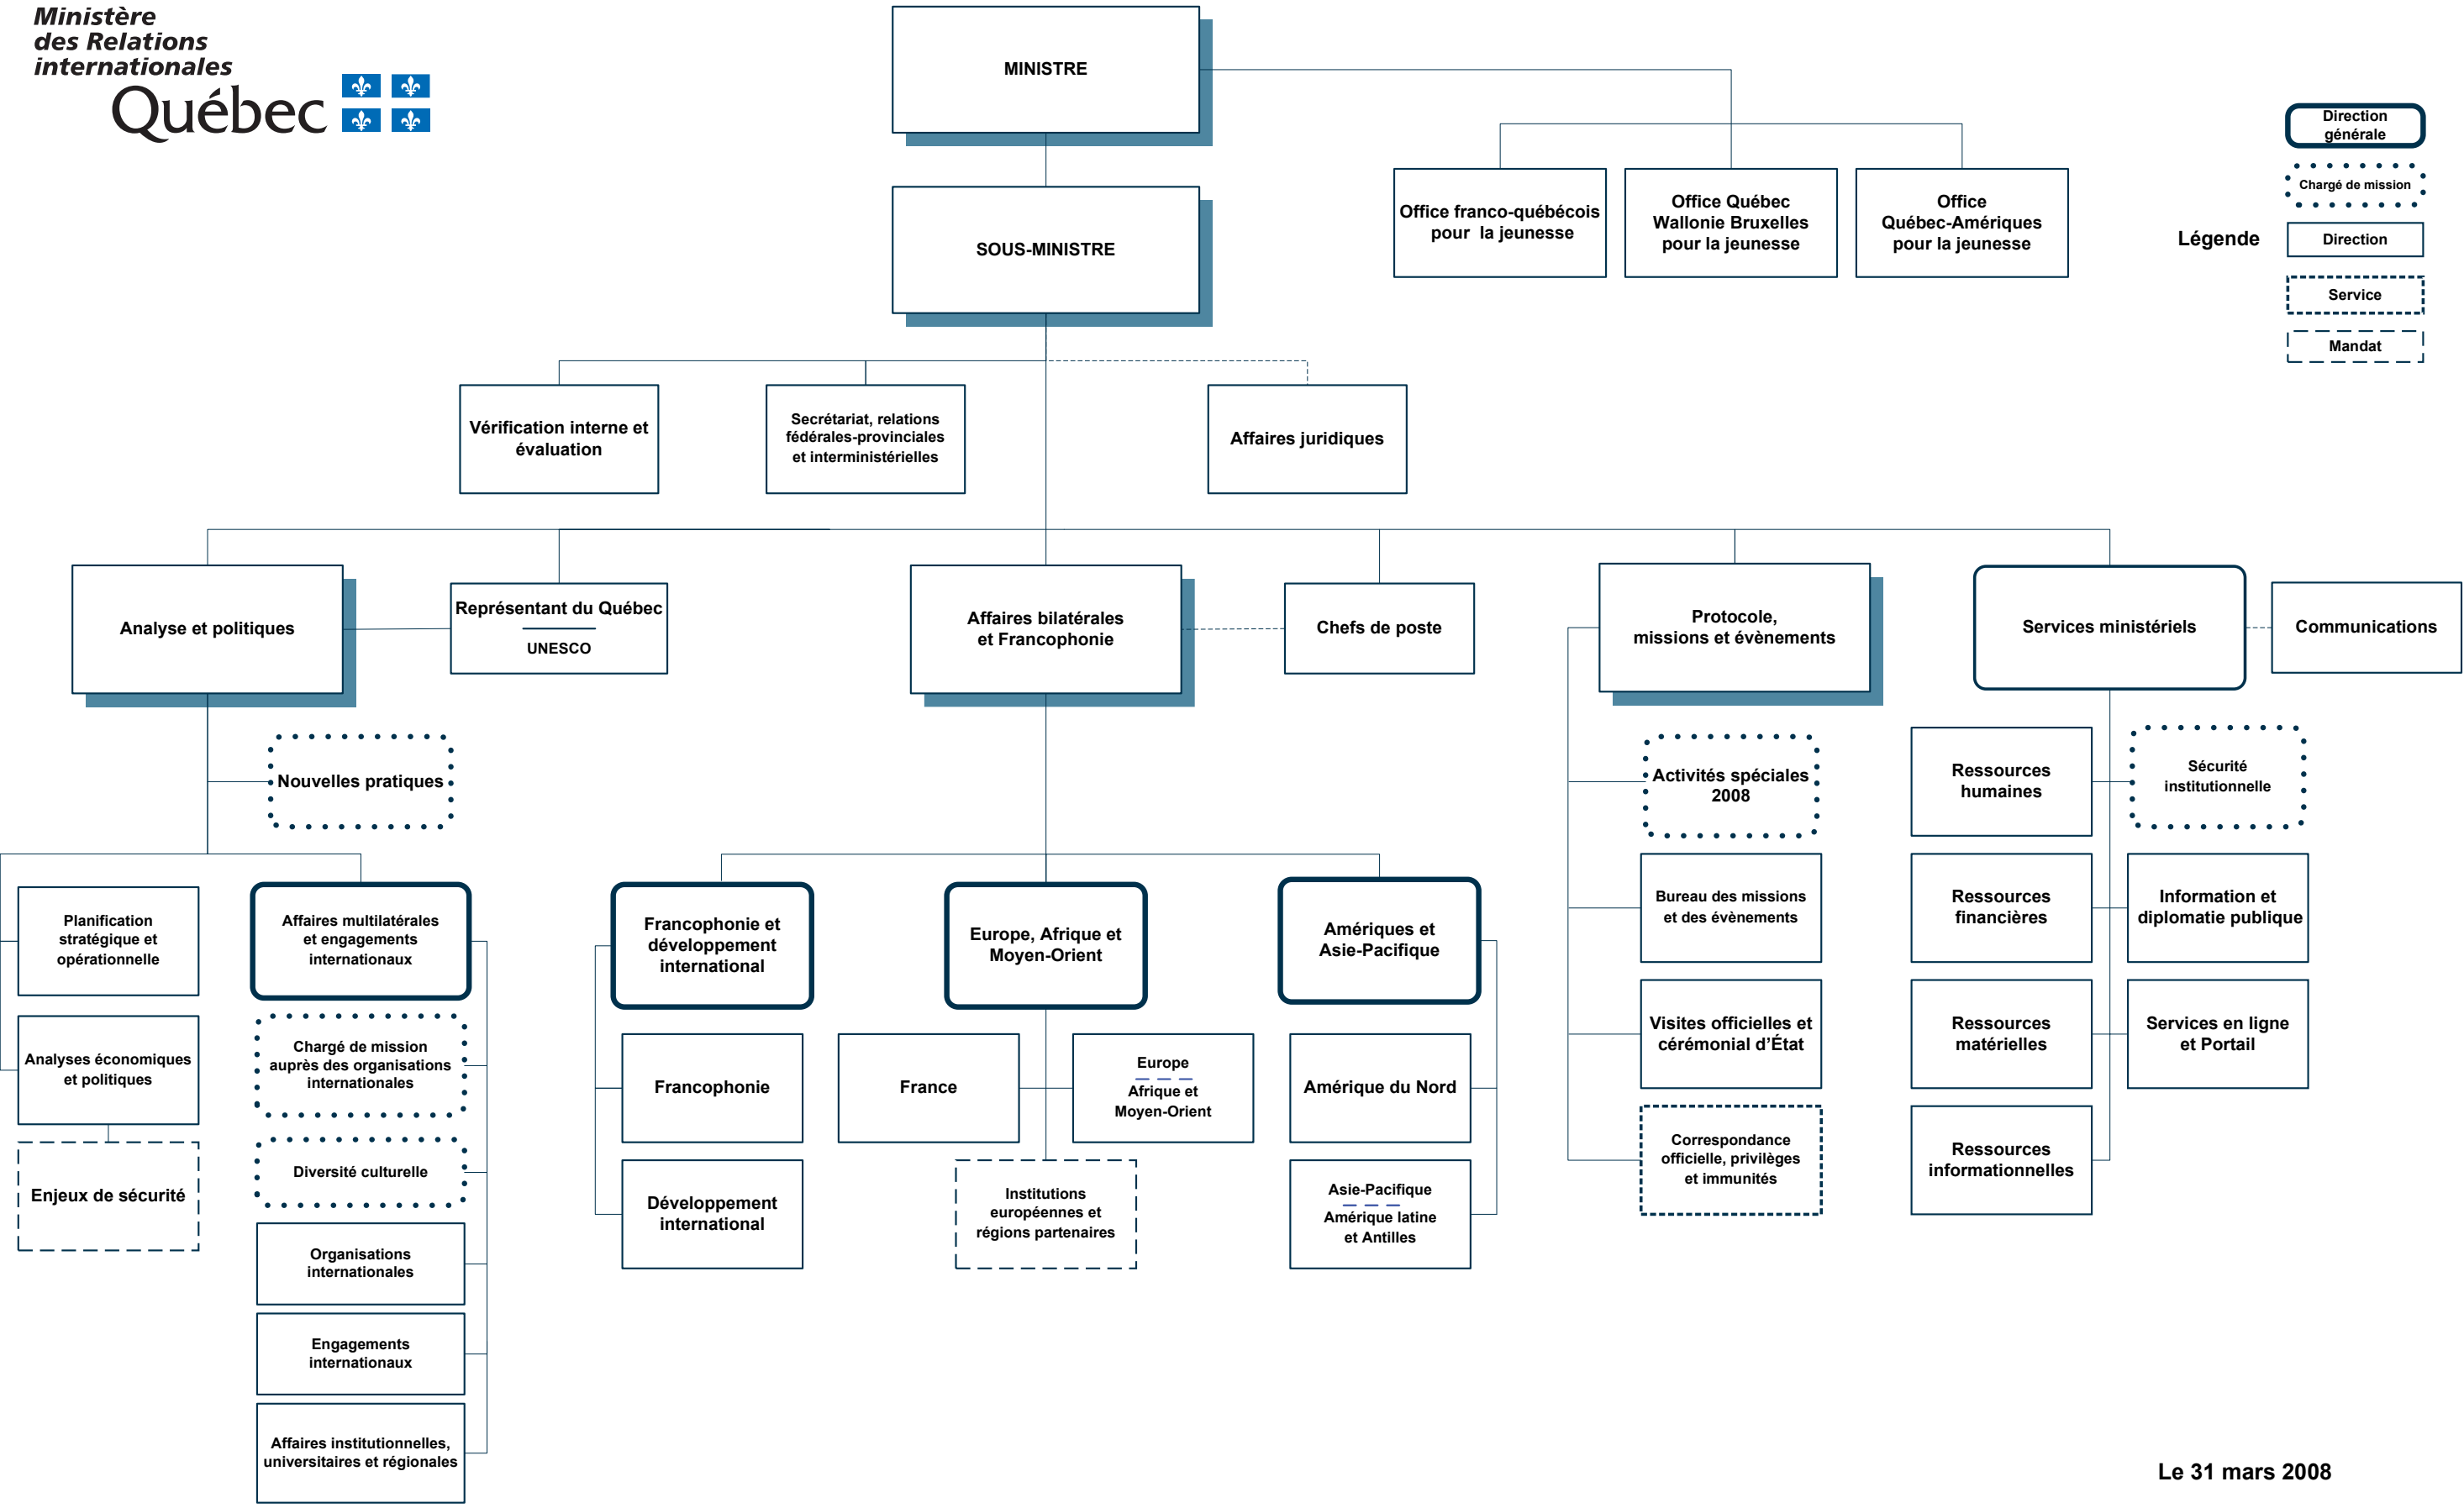 Ministère
des Relations
internationales
Québec
MINISTRE
SOUS-MINISTRE
Office franco-québécois
pour la jeunesse
Office Québec
Wallonie Bruxelles
pour la jeunesse
Office
Québec-Amériques
pour la jeunesse
Légende
Direction
générale
Chargé de mission
Direction
Service
Mandat
Vérification interne et
évaluation
Secrétariat, relations
fédérales-provinciales
et interministérielles
Affaires juridiques
Analyse et politiques
Représentant du Québec
UNESCO
Affaires bilatérales
et Francophonie
Chefs de poste
Protocole,
missions et évènements
Services ministériels
Communications
Nouvelles pratiques
Planification
stratégique et
opérationnelle
Analyses économiques
et politiques
Enjeux de sécurité
Affaires multilatérales
et engagements
internationaux
Chargé de mission
auprès des organisations
internationales
Diversité culturelle
Organisations
internationales
Engagements
internationaux
Affaires institutionnelles,
universitaires et régionales
Francophonie et
développement
international
Francophonie
Développement
international
Europe, Afrique et
Moyen-Orient
France
Europe
Afrique et
Moyen-Orient
Institutions
européennes et
régions partenaires
Amériques et
Asie-Pacifique
Amérique du Nord
Asie-Pacifique
Amérique latine
et Antilles
Activités spéciales
2008
Bureau des missions
et des évènements
Visites officielles et
cérémonial d’État
Correspondance
officielle, privilèges
et immunités
Ressources
humaines
Sécurité
institutionnelle
Ressources
financières
Information et
diplomatie publique
Ressources
matérielles
Services en ligne
et Portail
Ressources
informationnelles
Le 31 mars 2008